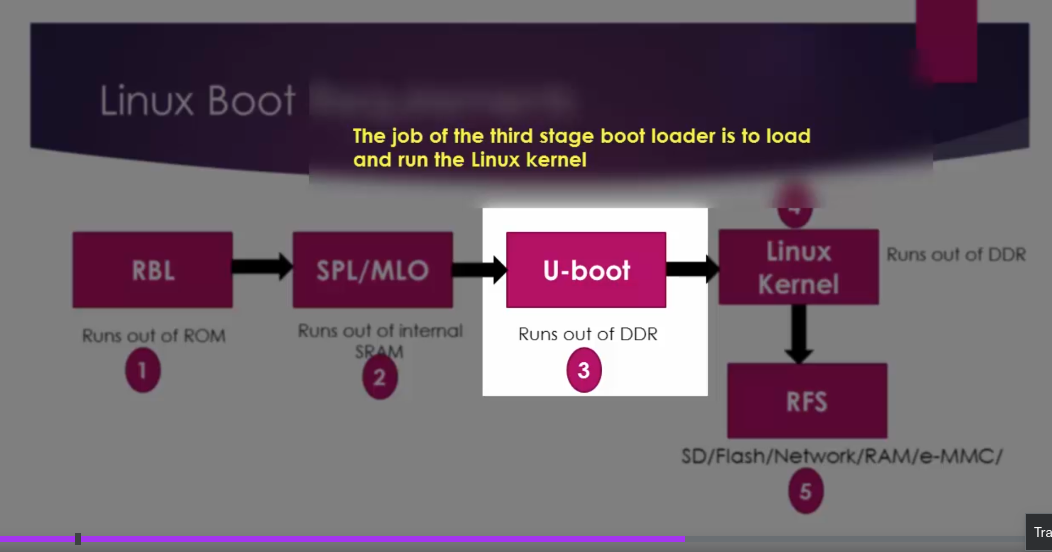 Linux Boot
The job of the third stage boot loader is to load
and run the Linux kernel
RBL
SPL/MLO
U-boot
Linux
Kernel
Runs out of DDR
Runs out of ROM
Runs out of internal
SRAM
Runs out of DDR
1
2
3
4
RFS
SD/Flash/Network/RAM/e-MMC/
5
Tra